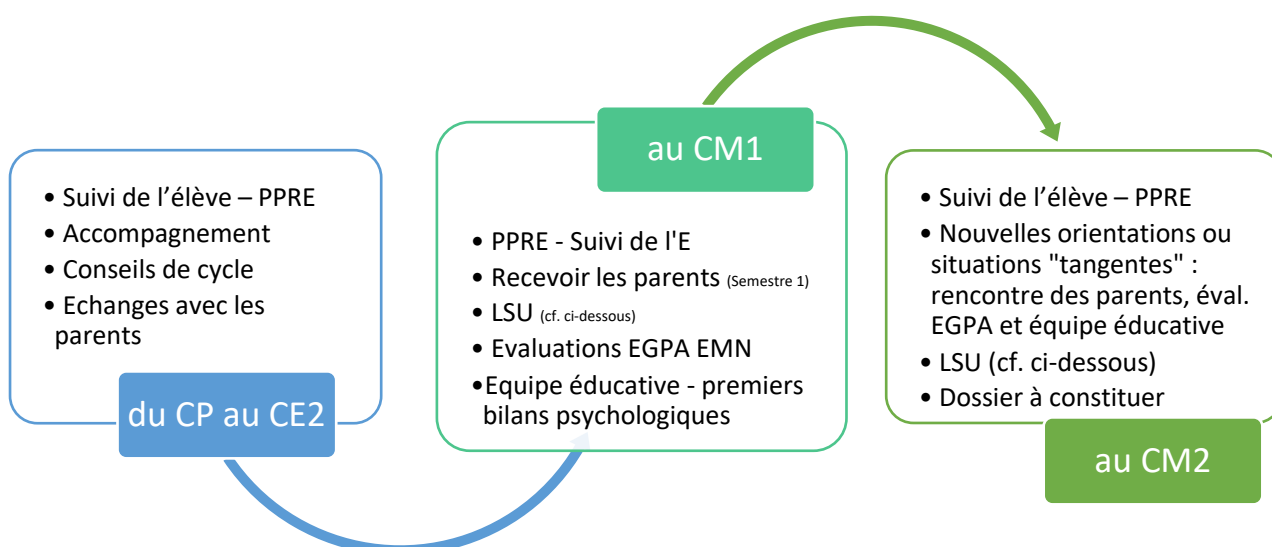 • Suivi de l’élève – PPRE
• Accompagnement
• Conseils de cycle
• Echanges avec les
parents
du CP au CE2
au CM1
• PPRE - Suivi de l'E
• Recevoir les parents (Semestre 1)
• LSU (cf. ci-dessous)
• Evaluations EGPA EMN
•Equipe éducative - premiers
bilans psychologiques
• Suivi de l’élève – PPRE
• Nouvelles orientations ou
situations "tangentes" :
rencontre des parents, éval.
EGPA et équipe éducative
• LSU (cf. ci-dessous)
• Dossier à constituer
au CM2